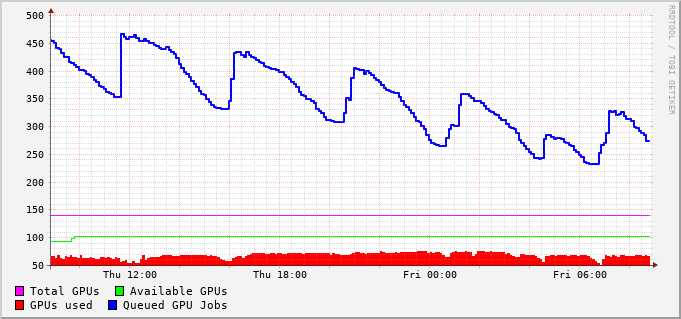 500
450
400
350
300
250
200
150
100
50
Thu 12:00 Thu 18:00 Fri 00:00 Fri 06:00
Total GPUs Available GPUs
GPUs used Queued GPU Jobs
RRDTOOL / TOBI OETIKER